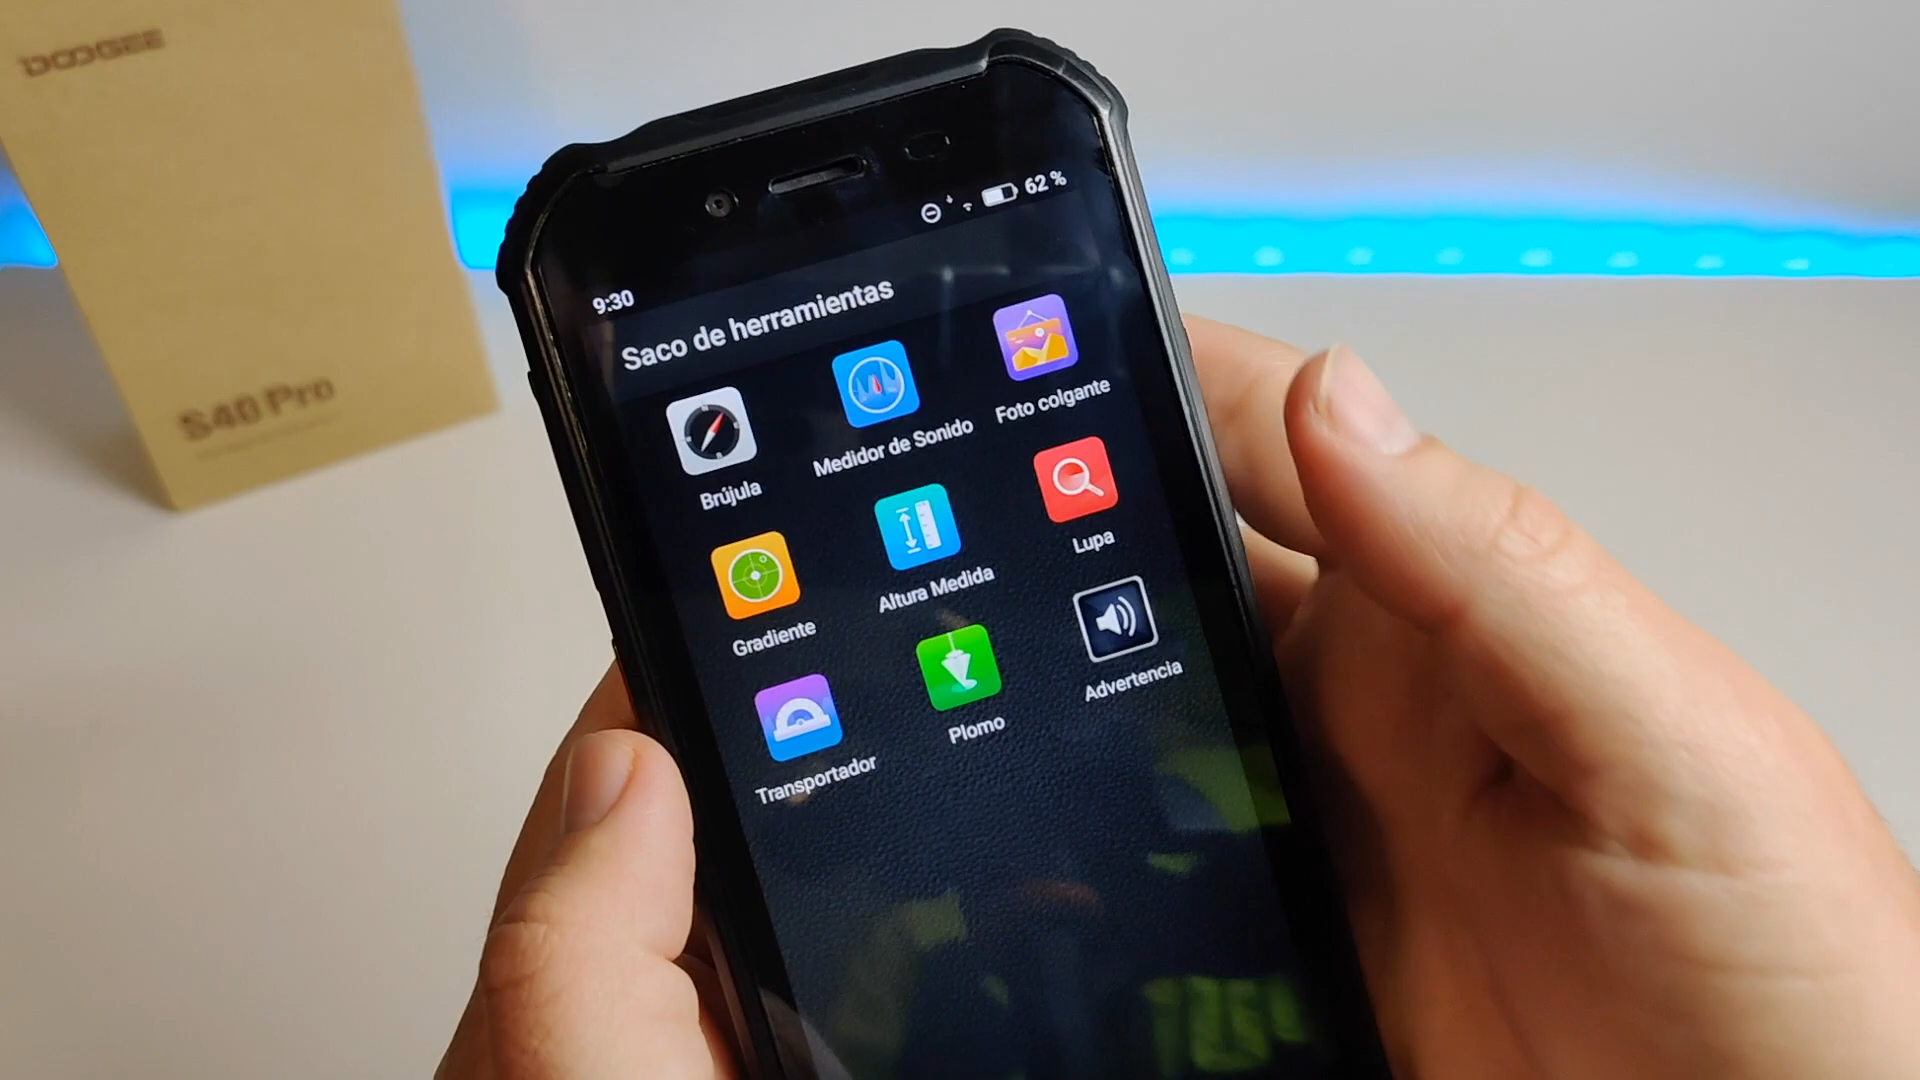 DOOGEE
S40 Pro
62 %
9:30
Saco de herramientas
Brújula
Medidor de Sonido
Foto colgante
Gradiente
Altura Medida
Lupa
Transportador
Plomo
Advertencia